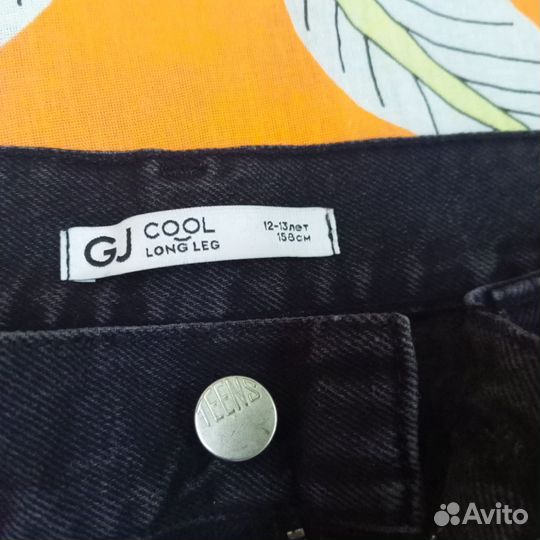 GJ
COOL
LONG LEG
12-13лет
158см
TEENS
Avito